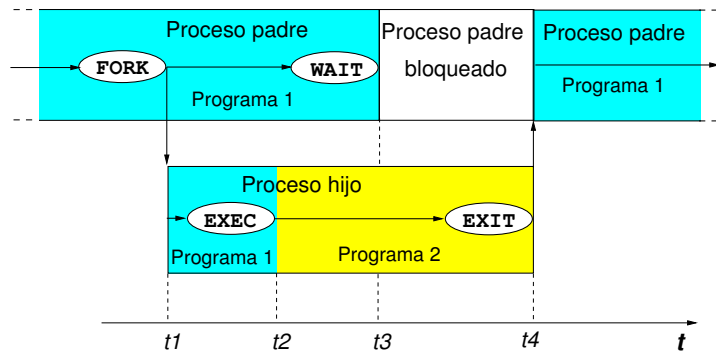 Proceso padre
Proceso padre
bloqueado
Proceso padre
FORK
WAIT
Programa 1
Programa 1
Proceso hijo
EXEC
EXIT
Programa 1
Programa 2
t1
t2
t3
t4
t